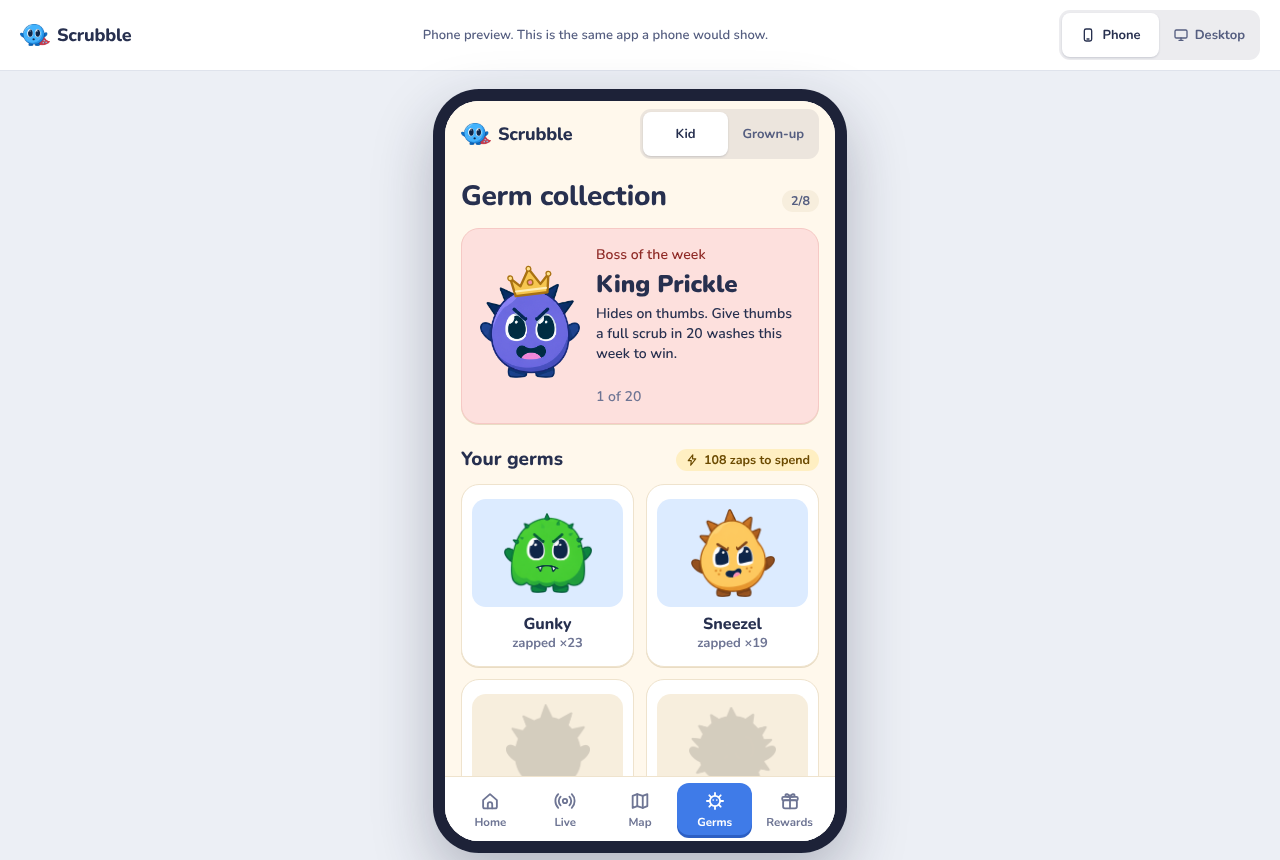 Scrubble
Phone preview. This is the same app a phone would show.
Phone
Desktop
Scrubble
Kid
Grown-up
Germ collection
2/8
Boss of the week
King Prickle
Hides on thumbs. Give thumbs
a full scrub in 20 washes this
week to win.
1 of 20
Your germs
108 zaps to spend
Gunky
zapped ×23
Sneezel
zapped ×19
Home
Live
Map
Germs
Rewards